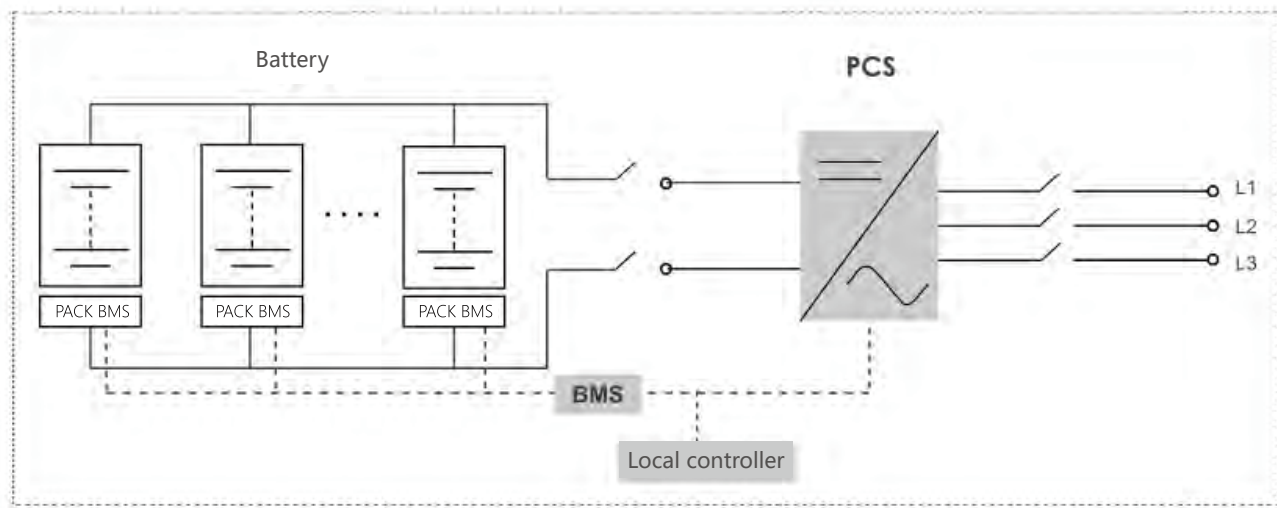 Battery
PCS
L1
L2
L3
PACK BMS
PACK BMS
PACK BMS
BMS
Local controller